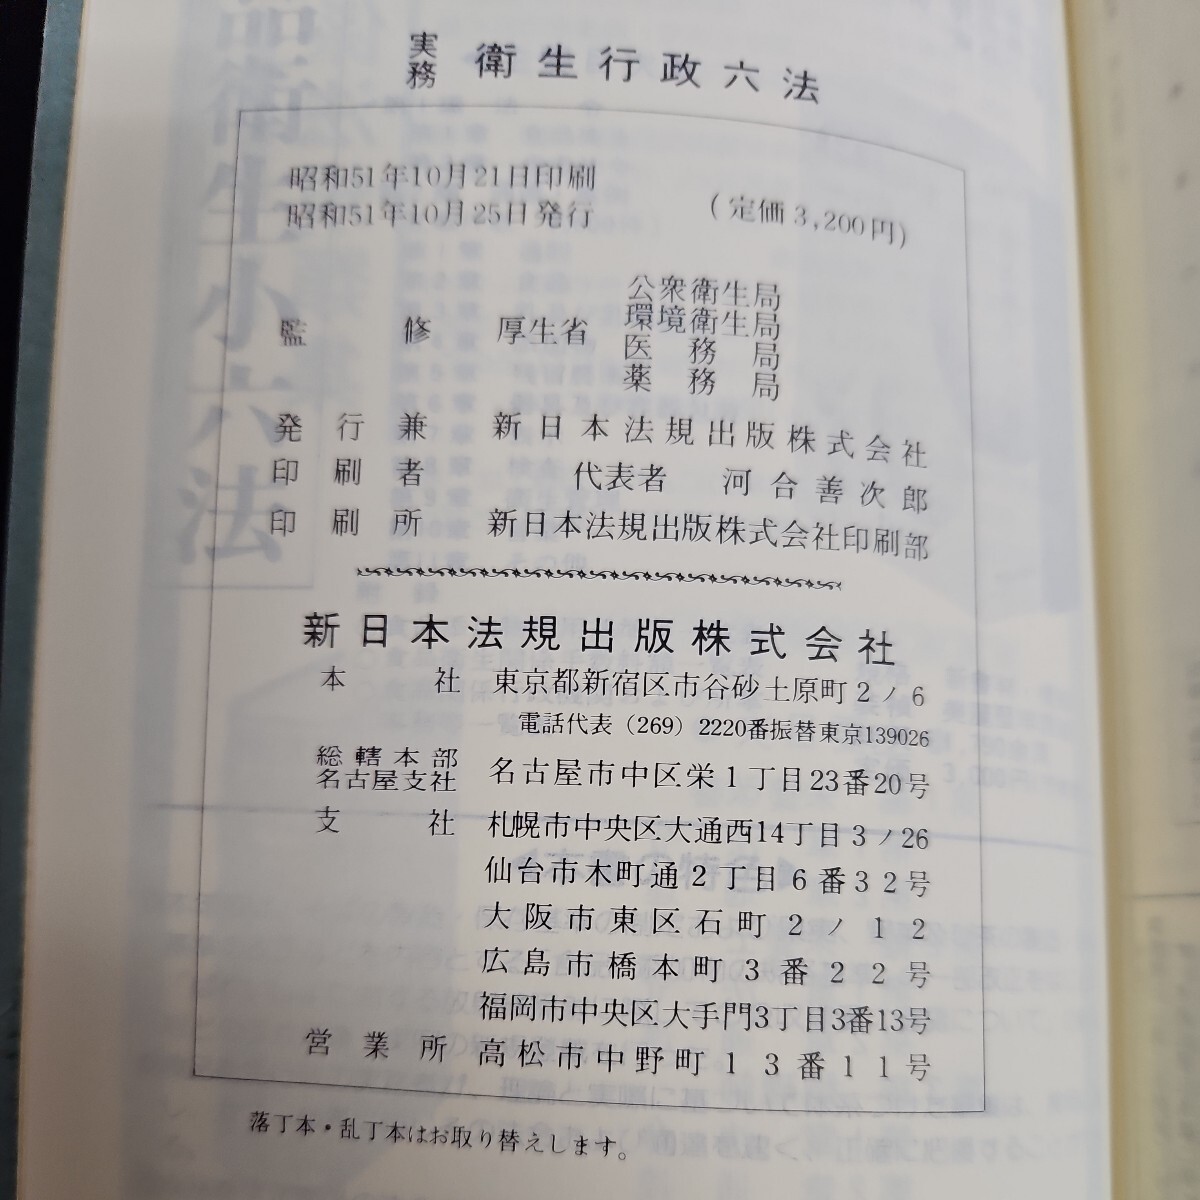 実務 衛生行政六法
昭和51年10月21日印刷
昭和51年10月25日発行
(定価3,200円)
監修 厚生省
公衆衛生局
環境衛生局
医務局
薬務局
発行兼 新日本法規出版株式会社
印刷者 代表者 河合善次郎
印刷所 新日本法規出版株式会社印刷部
新日本法規出版株式会社
本社 東京都新宿区市谷砂土原町2ノ6
電話代表(269)2220番振替東京139026
総轄本部
名古屋支社 名古屋市中区栄1丁目23番20号
支社 札幌市中央区大通西14丁目3ノ26
仙台市木町通2丁目6番32号
大阪市東区石町2ノ12
広島市橋本町3番22号
福岡市中央区大手門3丁目3番13号
営業所 高松市中野町13番11号
落丁本・乱丁本はお取り替えします。